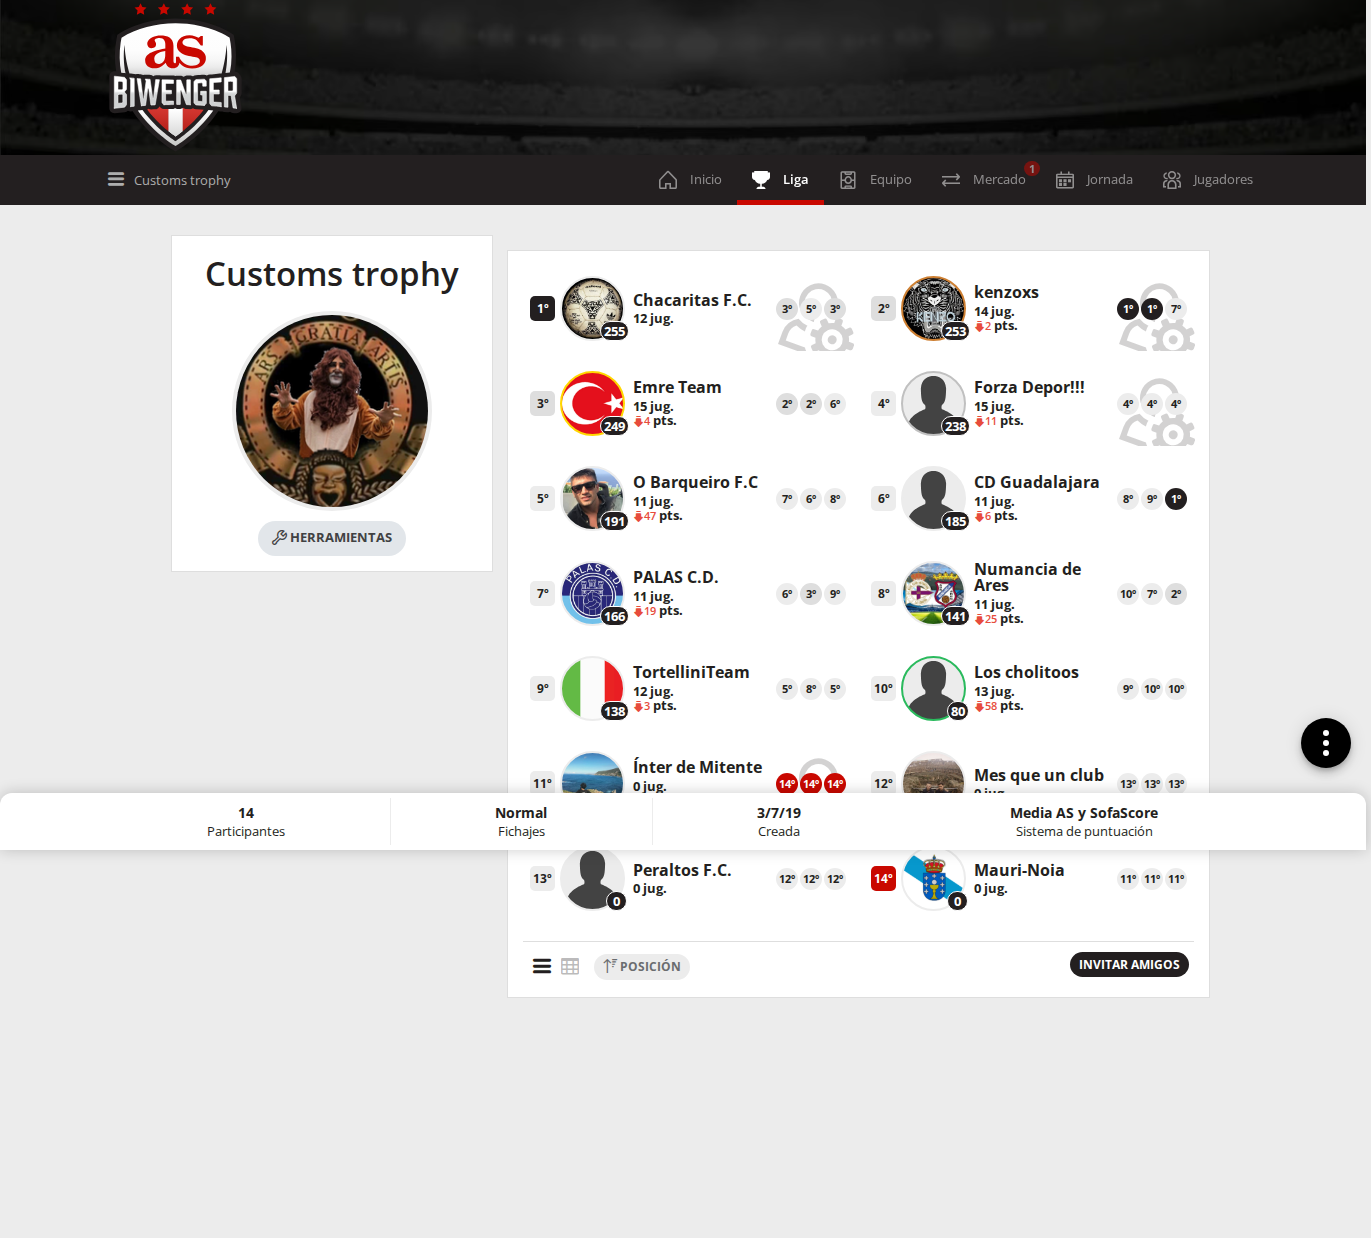 as
BIWENGER
Customs trophy
Inicio
Liga
Equipo
Mercado 1
Jornada
Jugadores
Customs trophy
ARS GRATIA ARTIS
HERRAMIENTAS
1º
255
Chacaritas F.C.
12 jug.
3º 5º 3º
2º
KENZO
253
kenzoxs
14 jug.
2 pts.
1º 1º 7º
3º
249
Emre Team
15 jug.
4 pts.
2º 2º 6º
4º
238
Forza Depor!!!
15 jug.
11 pts.
4º 4º 4º
5º
191
O Barqueiro F.C
11 jug.
47 pts.
7º 6º 8º
6º
185
CD Guadalajara
11 jug.
6 pts.
8º 9º 1º
7º
PALAS C.D.
166
PALAS C.D.
11 jug.
19 pts.
6º 3º 9º
8º
141
Numancia de
Ares
11 jug.
25 pts.
10º 7º 2º
9º
138
TortelliniTeam
12 jug.
3 pts.
5º 8º 5º
10º
80
Los cholitoos
13 jug.
58 pts.
9º 10º 10º
11º
Ínter de Mitente
0 jug.
14º 14º 14º
12º
Mes que un club
0 jug.
13º 13º 13º
14
Participantes
Normal
Fichajes
3/7/19
Creada
Media AS y SofaScore
Sistema de puntuación
13º
0
Peraltos F.C.
0 jug.
12º 12º 12º
14º
0
Mauri-Noia
0 jug.
11º 11º 11º
POSICIÓN
INVITAR AMIGOS